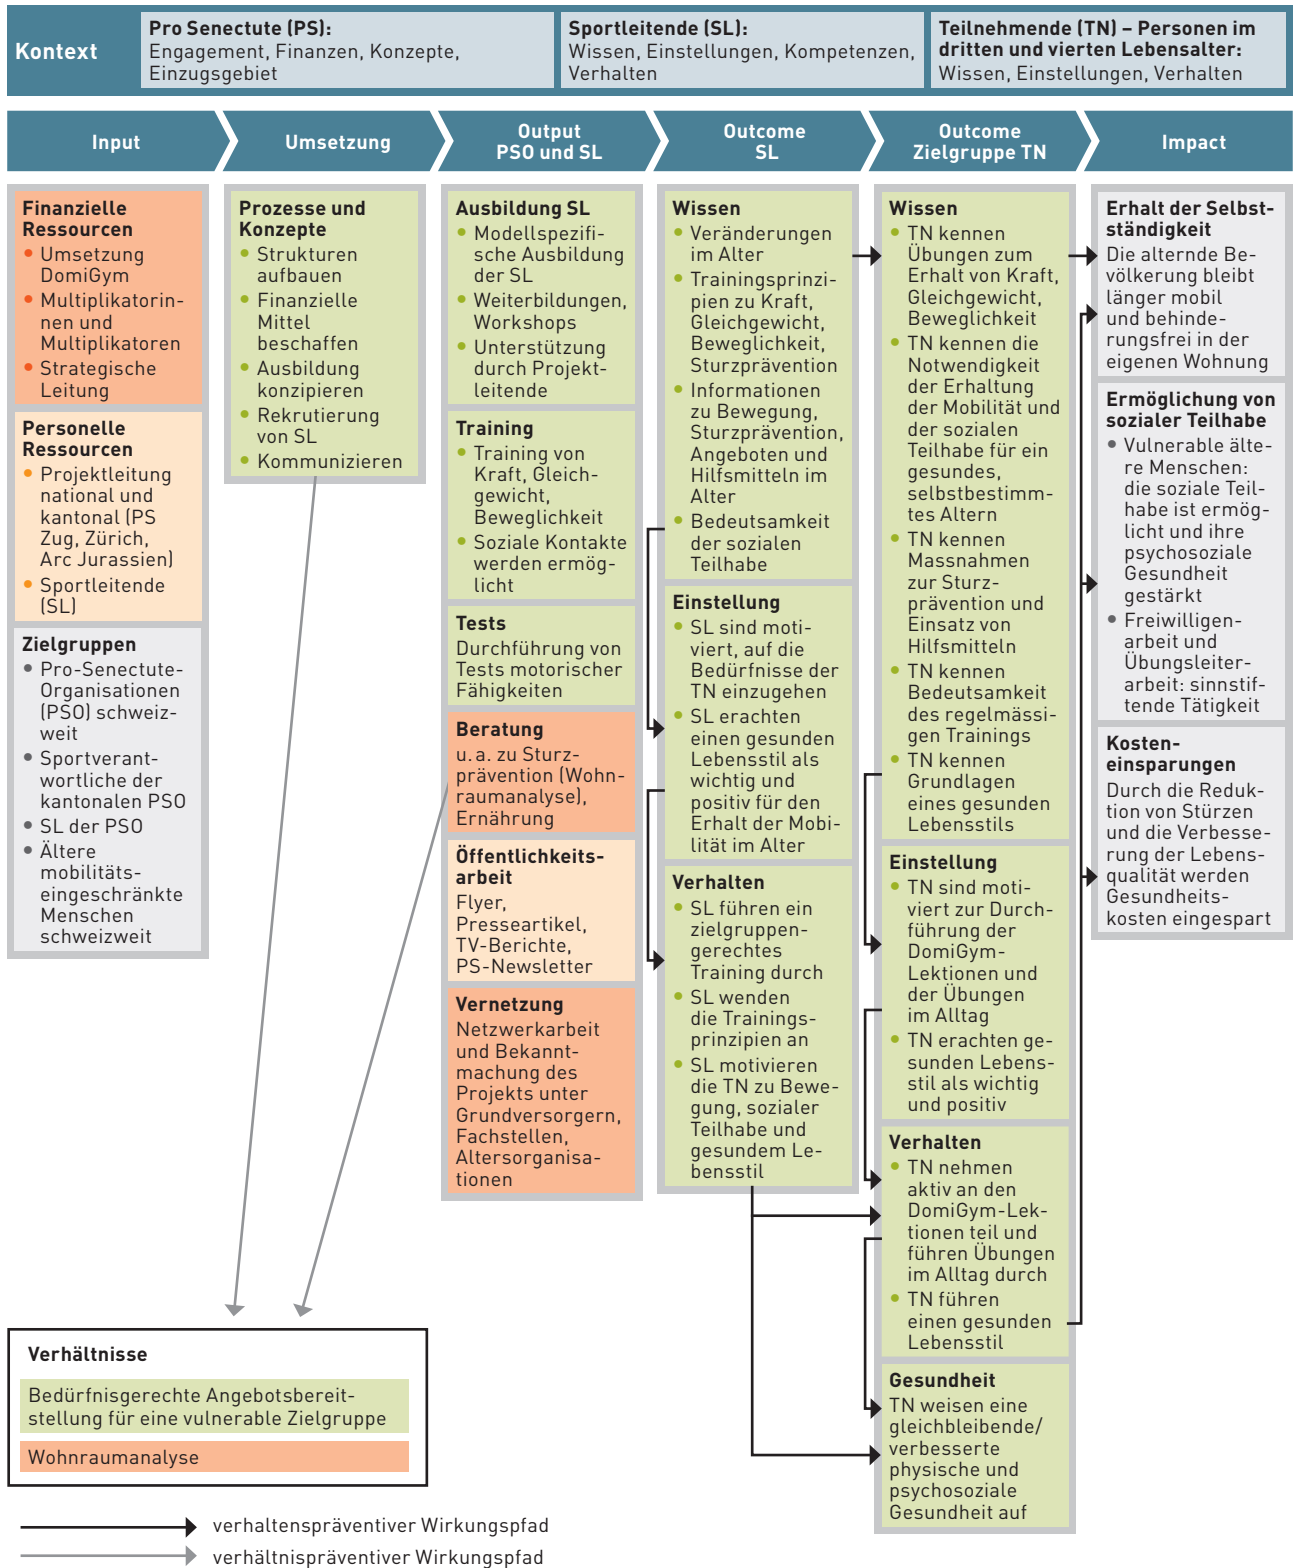 Kontext
Pro Senectute (PS):
Engagement, Finanzen, Konzepte,
Einzugsgebiet
Sportleitende (SL):
Wissen, Einstellungen, Kompetenzen,
Verhalten
Teilnehmende (TN) – Personen im
dritten und vierten Lebensalter:
Wissen, Einstellungen, Verhalten
Input
Umsetzung
Output
PSO und SL
Outcome
SL
Outcome
Zielgruppe TN
Impact
Finanzielle
Ressourcen
• Umsetzung
DomiGym
• Multiplikatorin-
nen und
Multiplikatoren
• Strategische
Leitung
Personelle
Ressourcen
• Projektleitung
national und
kantonal (PS
Zug, Zürich,
Arc Jurassien)
• Sportleitende
(SL)
Zielgruppen
• Pro-Senectute-
Organisationen
(PSO) schweiz-
weit
• Sportverant-
wortliche der
kantonalen PSO
• SL der PSO
• Ältere
mobilitäts-
eingeschränkte
Menschen
schweizweit
Prozesse und
Konzepte
• Strukturen
aufbauen
• Finanzielle
Mittel
beschaffen
• Ausbildung
konzipieren
• Rekrutierung
von SL
• Kommunizieren
Ausbildung SL
• Modellspezifi-
sche Ausbildung
der SL
• Weiterbildungen,
Workshops
• Unterstützung
durch Projekt-
leitende
Training
• Training von
Kraft, Gleich-
gewicht,
Beweglichkeit
• Soziale Kontakte
werden ermög-
licht
Tests
Durchführung von
Tests motorischer
Fähigkeiten
Beratung
u. a. zu Sturz-
prävention (Wohn-
raumanalyse),
Ernährung
Öffentlichkeits-
arbeit
Flyer,
Presseartikel,
TV-Berichte,
PS-Newsletter
Vernetzung
Netzwerkarbeit
und Bekannt-
machung des
Projekts unter
Grundversorgern,
Fachstellen,
Altersorganisa-
tionen
Wissen
• Veränderungen
im Alter
• Trainingsprinzi-
pien zu Kraft,
Gleichgewicht,
Beweglichkeit,
Sturzprävention
• Informationen
zu Bewegung,
Sturzprävention,
Angeboten und
Hilfsmitteln im
Alter
• Bedeutsamkeit
der sozialen
Teilhabe
Einstellung
• SL sind moti-
viert, auf die
Bedürfnisse der
TN einzugehen
• SL erachten
einen gesunden
Lebensstil als
wichtig und
positiv für den
Erhalt der Mobi-
lität im Alter
Verhalten
• SL führen ein
zielgruppen-
gerechtes
Training durch
• SL wenden
die Trainings-
prinzipien an
• SL motivieren
die TN zu Bewe-
gung, sozialer
Teilhabe und
gesundem Le-
bensstil
Wissen
• TN kennen
Übungen zum
Erhalt von Kraft,
Gleichgewicht,
Beweglichkeit
• TN kennen die
Notwendigkeit
der Erhaltung
der Mobilität und
der sozialen
Teilhabe für ein
gesundes,
selbstbestimm-
tes Altern
• TN kennen
Massnahmen
zur Sturz-
prävention und
Einsatz von
Hilfsmitteln
• TN kennen
Bedeutsamkeit
des regelmässi-
gen Trainings
• TN kennen
Grundlagen
eines gesunden
Lebensstils
Einstellung
• TN sind moti-
viert zur Durch-
führung der
DomiGym-
Lektionen und
der Übungen
im Alltag
• TN erachten ge-
sunden Lebens-
stil als wichtig
und positiv
Verhalten
• TN nehmen
aktiv an den
DomiGym-Lek-
tionen teil und
führen Übungen
im Alltag durch
• TN führen
einen gesunden
Lebensstil
Gesundheit
TN weisen eine
gleichbleibende/
verbesserte
physische und
psychosoziale
Gesundheit auf
Erhalt der Selbst-
ständigkeit
Die alternde Be-
völkerung bleibt
länger mobil
und behinde-
rungsfrei in der
eigenen Wohnung
Ermöglichung von
sozialer Teilhabe
• Vulnerable älte-
re Menschen:
die soziale Teil-
habe ist ermög-
licht und ihre
psychosoziale
Gesundheit
gestärkt
• Freiwilligen-
arbeit und
Übungsleiter-
arbeit: sinnstif-
tende Tätigkeit
Kosten-
einsparungen
Durch die Reduk-
tion von Stürzen
und die Verbesse-
rung der Lebens-
qualität werden
Gesundheits-
kosten eingespart
Verhältnisse
Bedürfnisgerechte Angebotsbereit-
stellung für eine vulnerable Zielgruppe
Wohnraumanalyse
verhaltenspräventiver Wirkungspfad
verhältnispräventiver Wirkungspfad